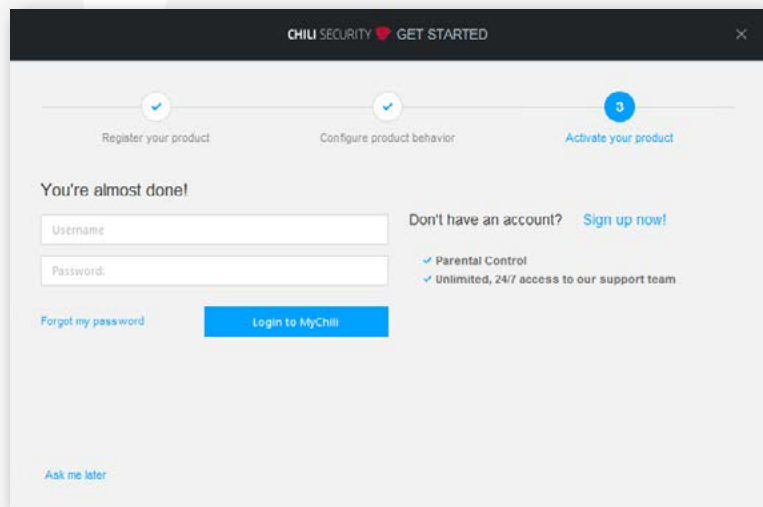 CHILI SECURITY GET STARTED
3
Register your product
Configure product behavior
Activate your product
You're almost done!
Username
Password:
Forgot my password
Login to MyChili
Don't have an account? Sign up now!
Parental Control
Unlimited, 24/7 access to our support team
Ask me later